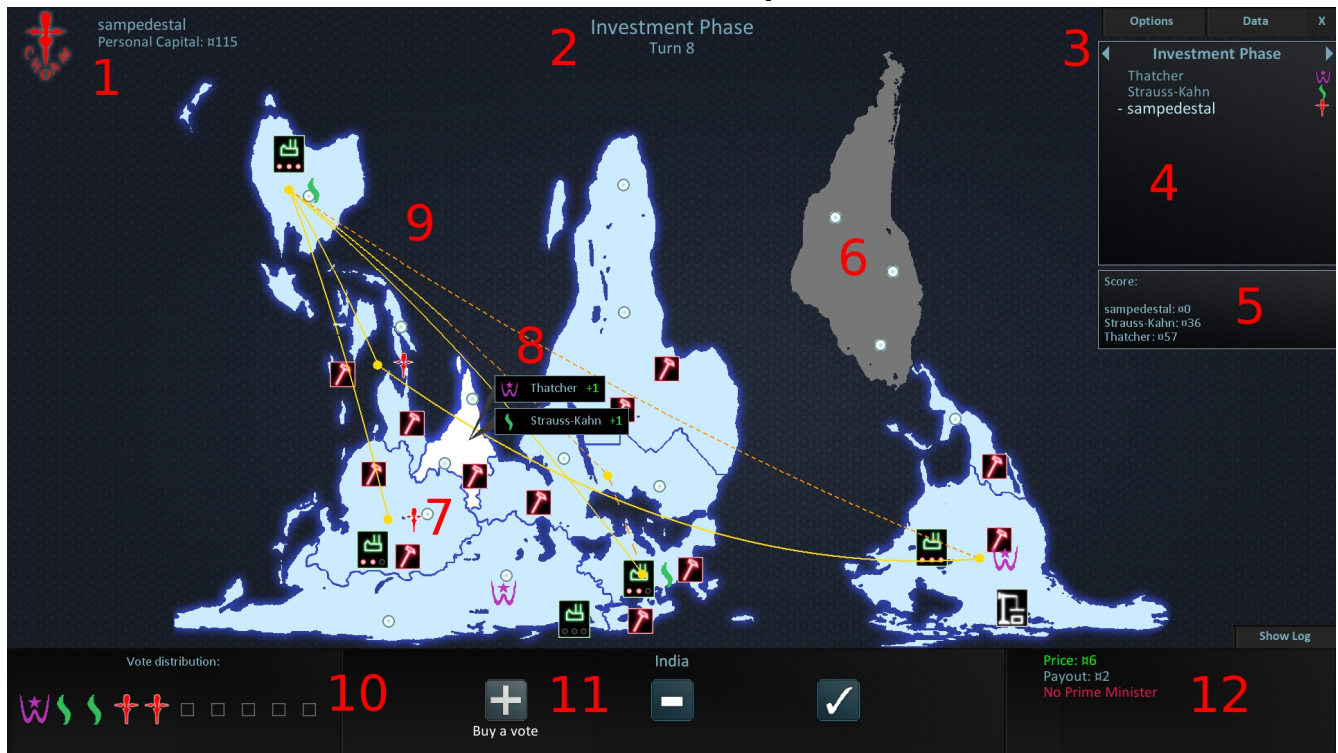 CHOAM
sampedestal
Personal Capital: ¤115
1
2
Investment Phase
Turn 8
3
Options
Data
X
Investment Phase
Thatcher
Strauss-Kahn
- sampedestal
4
Score:
sampedestal: ¤0
Strauss-Kahn: ¤36
Thatcher: ¤57
5
6
9
8
Thatcher +1
Strauss-Kahn +1
7
Show Log
Vote distribution:
10
India
11
Buy a vote
Price: ¤6
Payout: ¤2
No Prime Minister
12